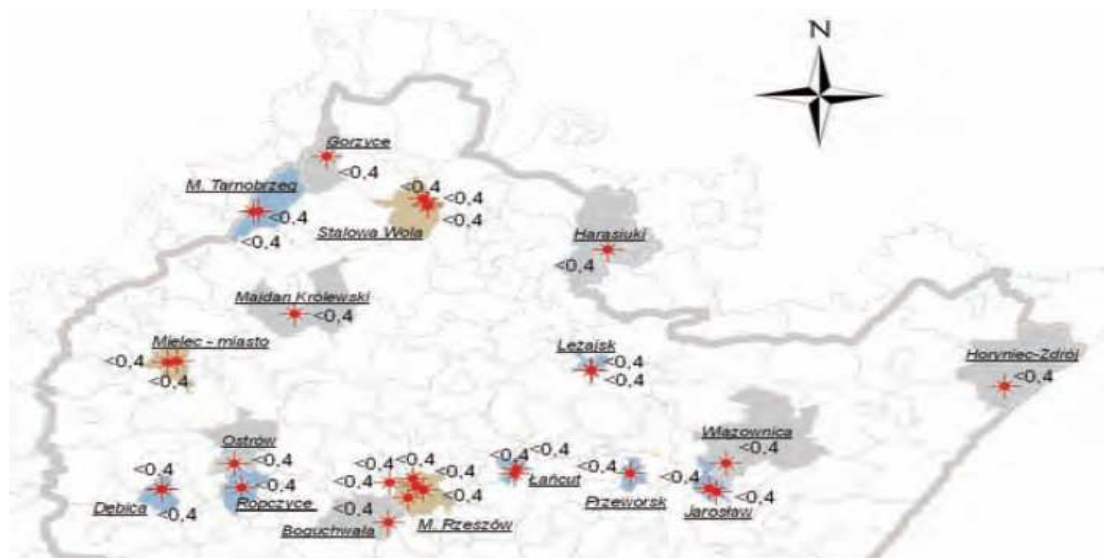 N
Gorzyce
<0,4
M. Tarnobrzeg
<0,4
<0,4
<0,4
<0,4
<0,4
Stalowa Wola
Harasiuki
<0,4
Majdan Królewski
<0,4
Mielec - miasto
<0,4
<0,4
Leżajsk
<0,4
<0,4
Horyniec-Zdrój
<0,4
Ostrów
<0,4
Wiązownica
<0,4
<0,4
<0,4
<0,4
<0,4
<0,4
<0,4
<0,4
Łańcut
<0,4
Przeworsk
<0,4
<0,4
Jarosław
Dębica
<0,4
Ropczyce
<0,4
<0,4
Boguchwała
M. Rzeszów